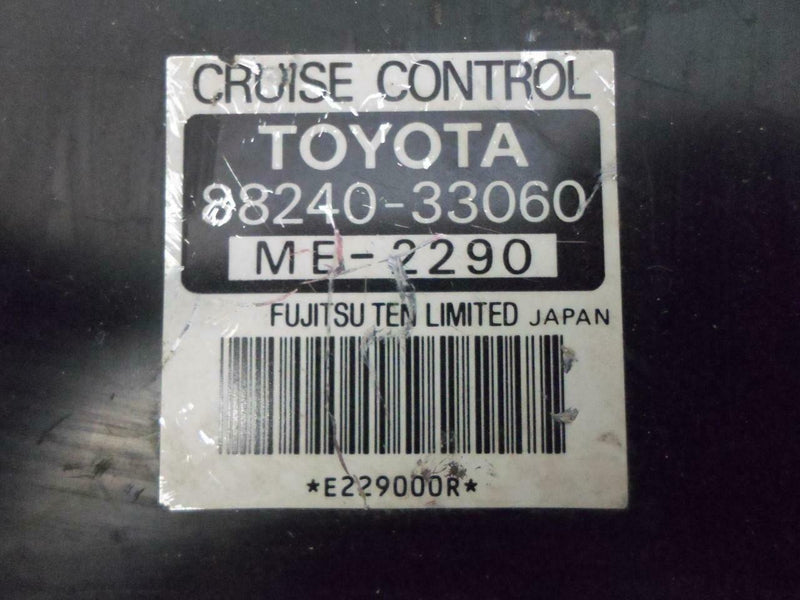 CRUISE CONTROL
TOYOTA
88240-33060
ME-2290
FUJITSU TEN LIMITED JAPAN
*E229000R*